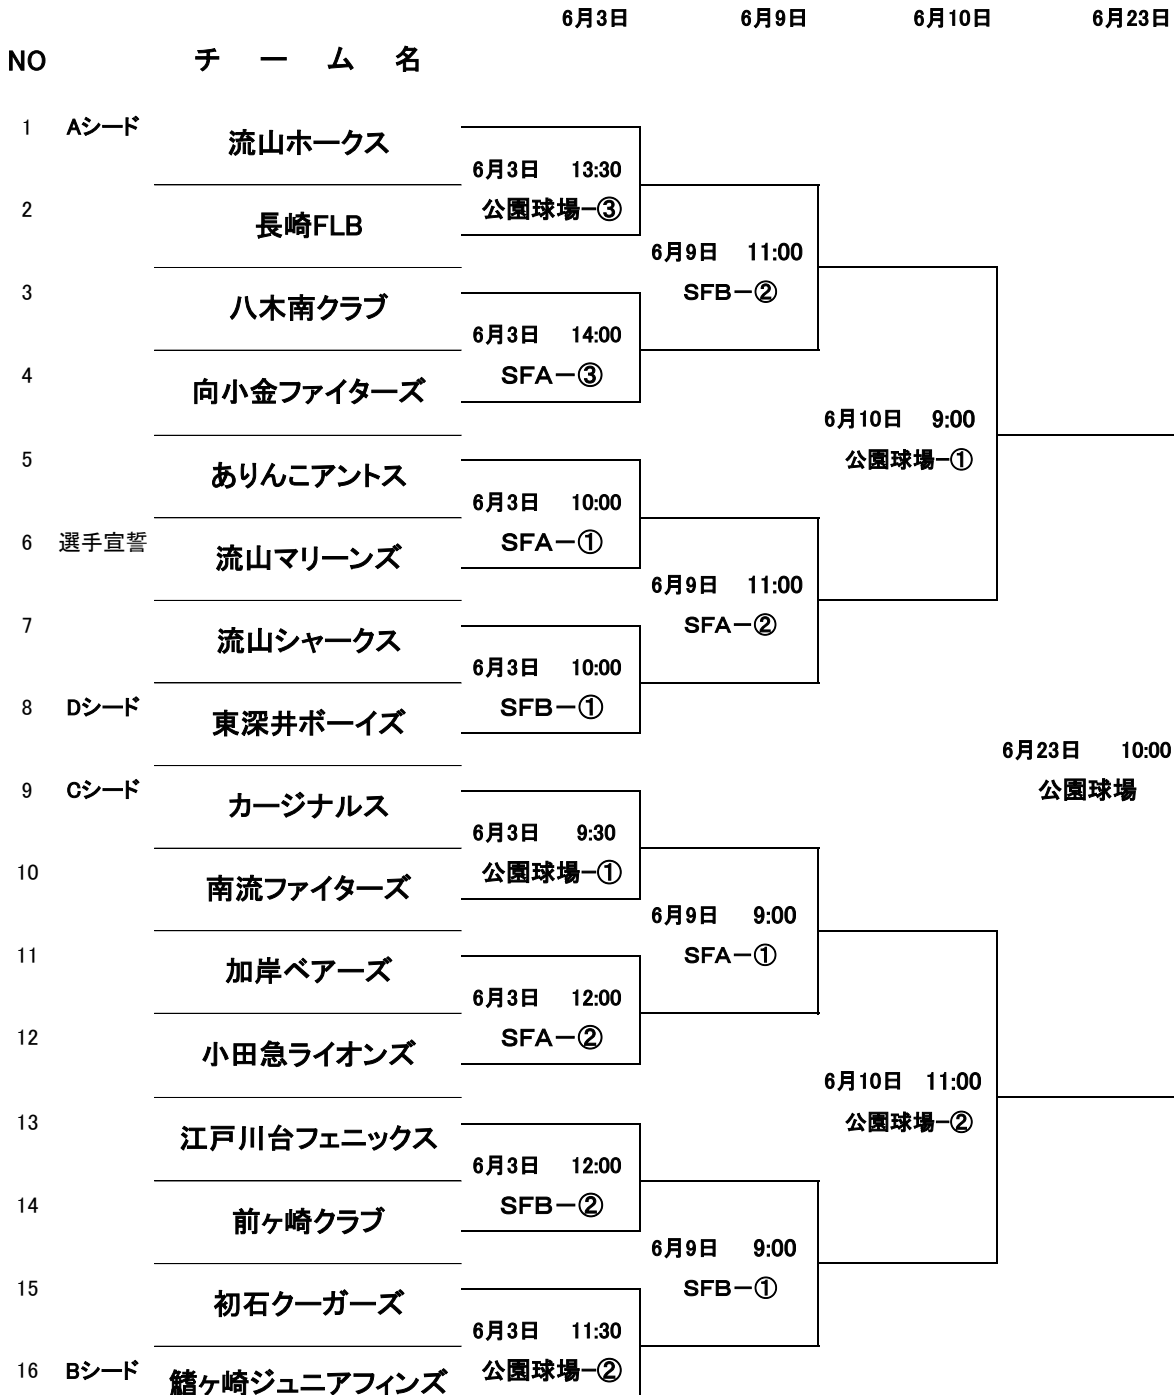 6月3日 6月9日 6月10日 6月23日
NO チーム名
1 Aシード 流山ホークス
6月3日 13:30
2 長崎FLB 公園球場−③
6月9日 11:00
3 八木南クラブ SFB−②
6月3日 14:00
4 向小金ファイターズ SFA−③
6月10日 9:00
5 ありんこアントス 公園球場−①
6月3日 10:00
6 選手宣誓 流山マリーンズ SFA−①
6月9日 11:00
7 流山シャークス SFA−②
6月3日 10:00
8 Dシード 東深井ボーイズ SFB−①
6月23日 10:00
9 Cシード カージナルス 公園球場
6月3日 9:30
10 南流ファイターズ 公園球場−①
6月9日 9:00
11 加岸ベアーズ SFA−①
6月3日 12:00
12 小田急ライオンズ SFA−②
6月10日 11:00
13 江戸川台フェニックス 公園球場−②
6月3日 12:00
14 前ヶ崎クラブ SFB−②
6月9日 9:00
15 初石クーガーズ SFB−①
6月3日 11:30
16 Bシード 鰭ヶ崎ジュニアフィンズ 公園球場−②